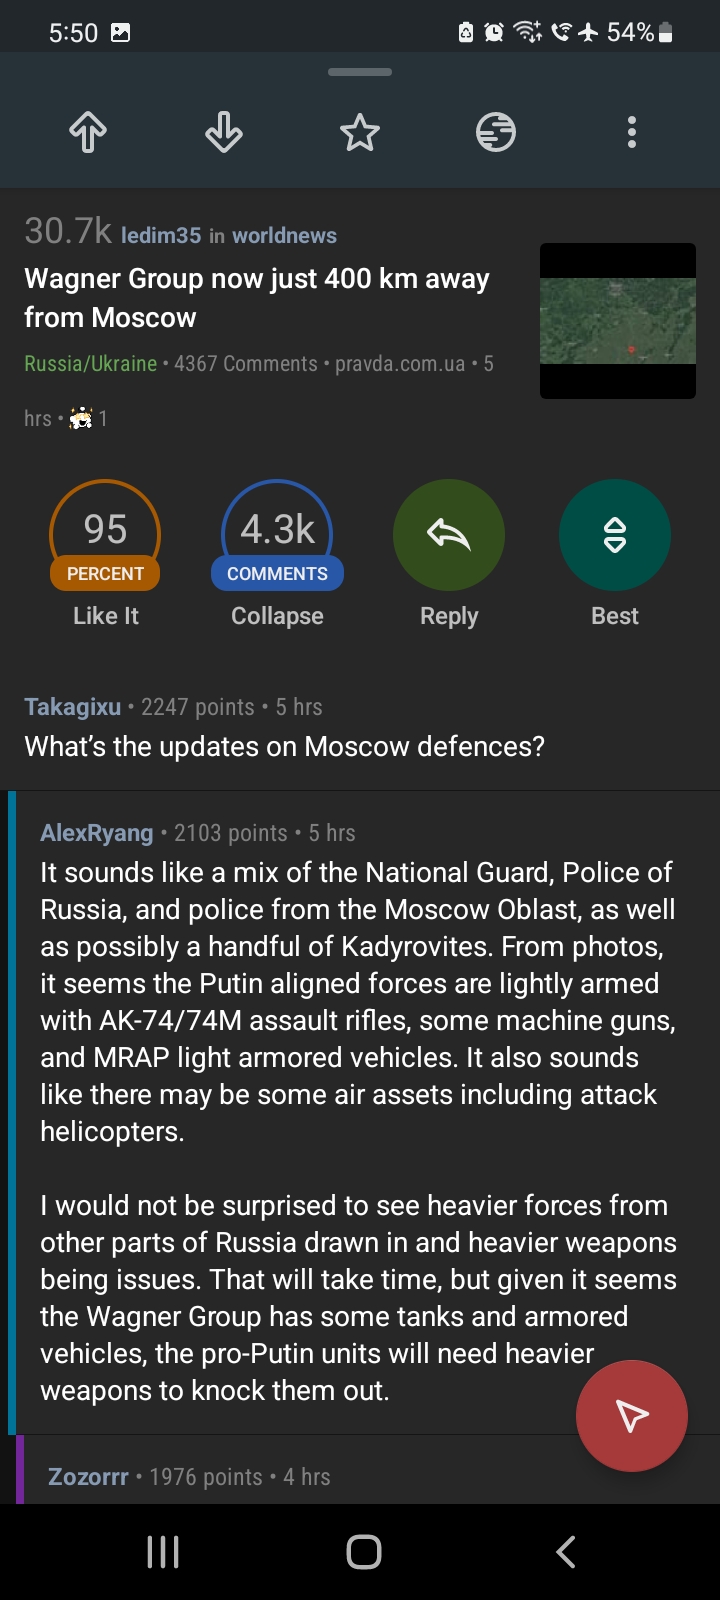 5:50
54%
30.7k ledim35 in worldnews
Wagner Group now just 400 km away
from Moscow
Russia/Ukraine • 4367 Comments • pravda.com.ua • 5
hrs • 1
95
PERCENT
Like It
4.3k
COMMENTS
Collapse
Reply
Best
Takagixu • 2247 points • 5 hrs
What's the updates on Moscow defences?
AlexRyang • 2103 points • 5 hrs
It sounds like a mix of the National Guard, Police of
Russia, and police from the Moscow Oblast, as well
as possibly a handful of Kadyrovites. From photos,
it seems the Putin aligned forces are lightly armed
with AK-74/74M assault rifles, some machine guns,
and MRAP light armored vehicles. It also sounds
like there may be some air assets including attack
helicopters.
I would not be surprised to see heavier forces from
other parts of Russia drawn in and heavier weapons
being issues. That will take time, but given it seems
the Wagner Group has some tanks and armored
vehicles, the pro-Putin units will need heavier
weapons to knock them out.
Zozorrr • 1976 points • 4 hrs